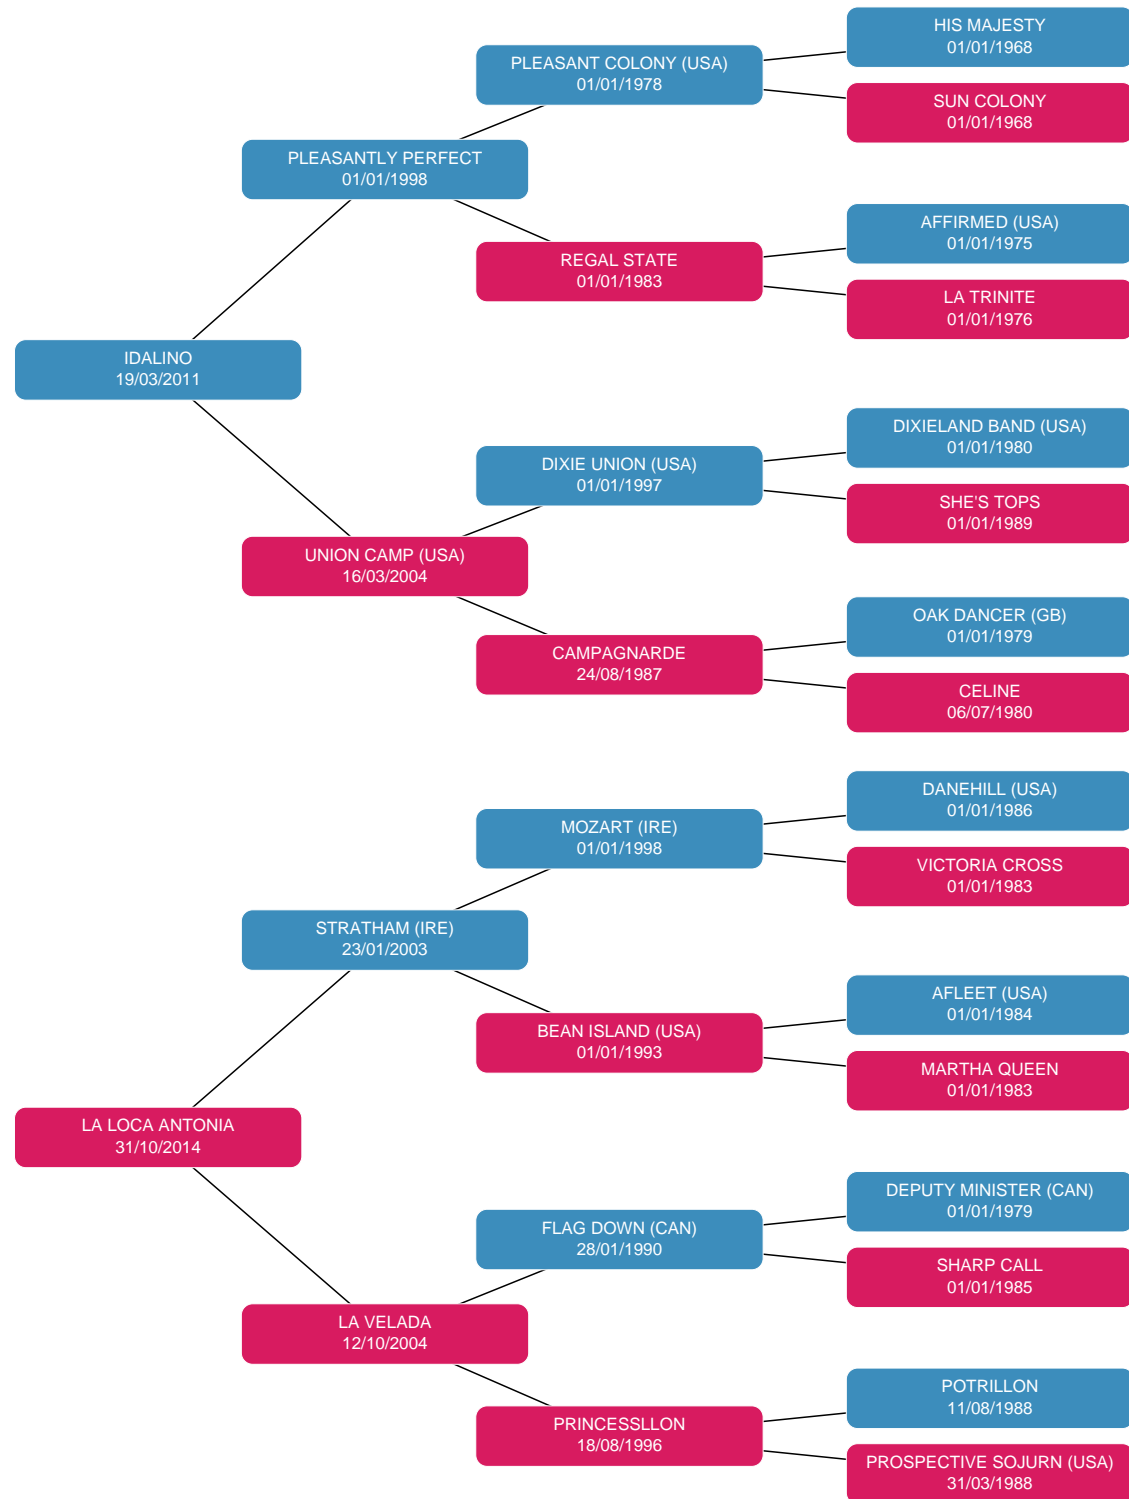 HIS MAJESTY
01/01/1968
PLEASANT COLONY (USA)
01/01/1978
SUN COLONY
01/01/1968
PLEASANTLY PERFECT
01/01/1998
AFFIRMED (USA)
01/01/1975
REGAL STATE
01/01/1983
LA TRINITE
01/01/1976
IDALINO
19/03/2011
DIXIELAND BAND (USA)
01/01/1980
DIXIE UNION (USA)
01/01/1997
SHE'S TOPS
01/01/1989
UNION CAMP (USA)
16/03/2004
OAK DANCER (GB)
01/01/1979
CAMPAGNARDE
24/08/1987
CELINE
06/07/1980
DANEHILL (USA)
01/01/1986
MOZART (IRE)
01/01/1998
VICTORIA CROSS
01/01/1983
STRATHAM (IRE)
23/01/2003
AFLEET (USA)
01/01/1984
BEAN ISLAND (USA)
01/01/1993
MARTHA QUEEN
01/01/1983
LA LOCA ANTONIA
31/10/2014
DEPUTY MINISTER (CAN)
01/01/1979
FLAG DOWN (CAN)
28/01/1990
SHARP CALL
01/01/1985
LA VELADA
12/10/2004
POTRILLON
11/08/1988
PRINCESSLLON
18/08/1996
PROSPECTIVE SOJURN (USA)
31/03/1988